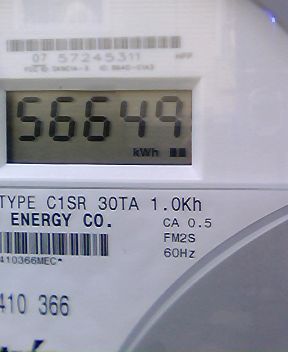 07 57245311
56649
kWh
TYPE C1SR 30TA 1.0Kh
ENERGY CO. CA 0.5
FM2S
410366MEC* 60Hz
410 366